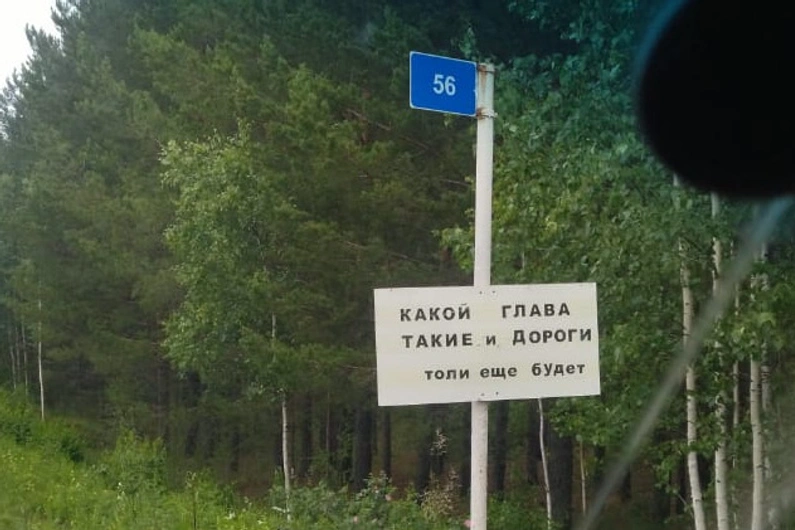 56
КАКОЙ ГЛАВА
ТАКИЕ и ДОРОГИ
толи еще будет